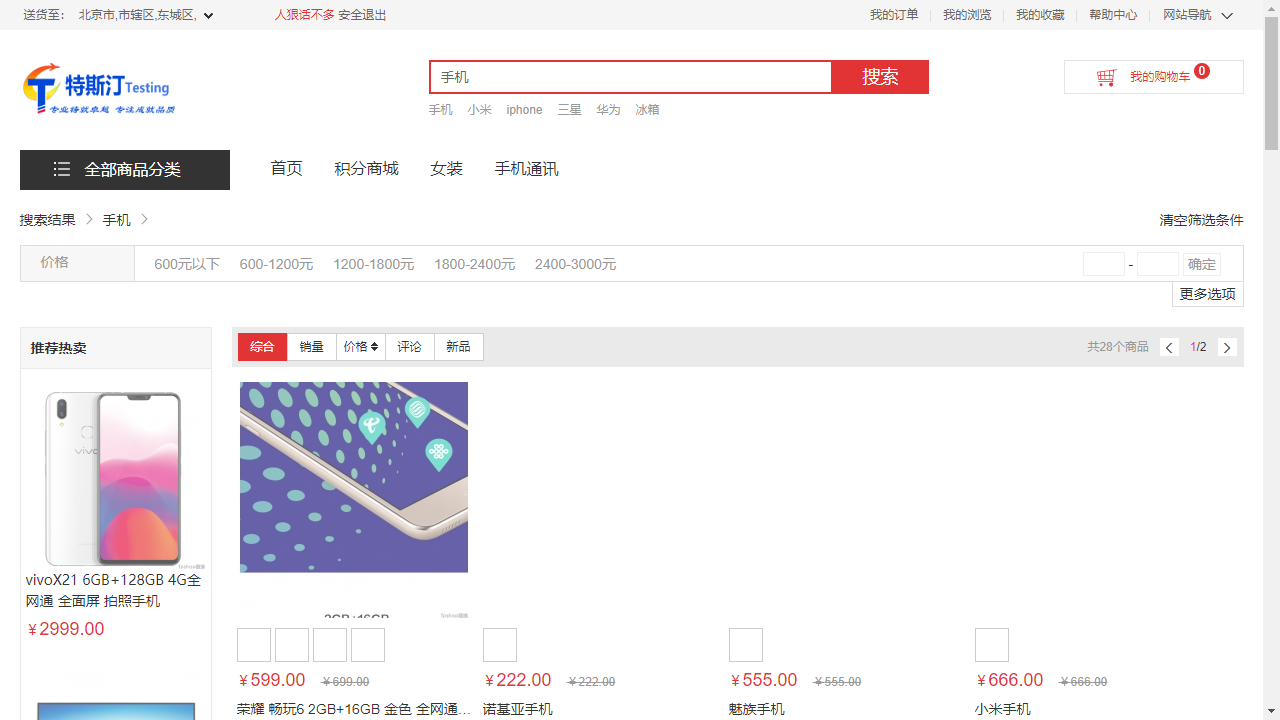 送货至： 北京市,市辖区,东城区, 人狠话不多 安全退出 我的订单 我的浏览 我的收藏 帮助中心 网站导航
特斯汀Testing
专业铸就卓越 专注成就品质
手机 搜索
我的购物车 0
手机 小米 iphone 三星 华为 冰箱
全部商品分类 首页 积分商城 女装 手机通讯
搜索结果 > 手机 > 清空筛选条件
价格 600元以下 600-1200元 1200-1800元 1800-2400元 2400-3000元 - 确定
更多选项
推荐热卖
综合 销量 价格 评论 新品 共28个商品 < 1/2 >
vivo
vivoX21 6GB+128GB 4G全
网通 全面屏 拍照手机
￥2999.00
2GB+16GB
￥599.00 ￥699.00 ￥222.00 ￥222.00 ￥555.00 ￥555.00 ￥666.00 ￥666.00
荣耀 畅玩6 2GB+16GB 金色 全网通... 诺基亚手机 魅族手机 小米手机